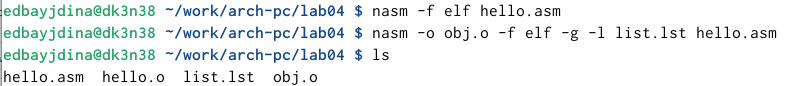 edbayjdina@dk3n38 ~/work/arch-pc/lab04 $ nasm -f elf hello.asm
edbayjdina@dk3n38 ~/work/arch-pc/lab04 $ nasm -o obj.o -f elf -g -l list.lst hello.asm
edbayjdina@dk3n38 ~/work/arch-pc/lab04 $ ls
hello.asm  hello.o  list.lst  obj.o